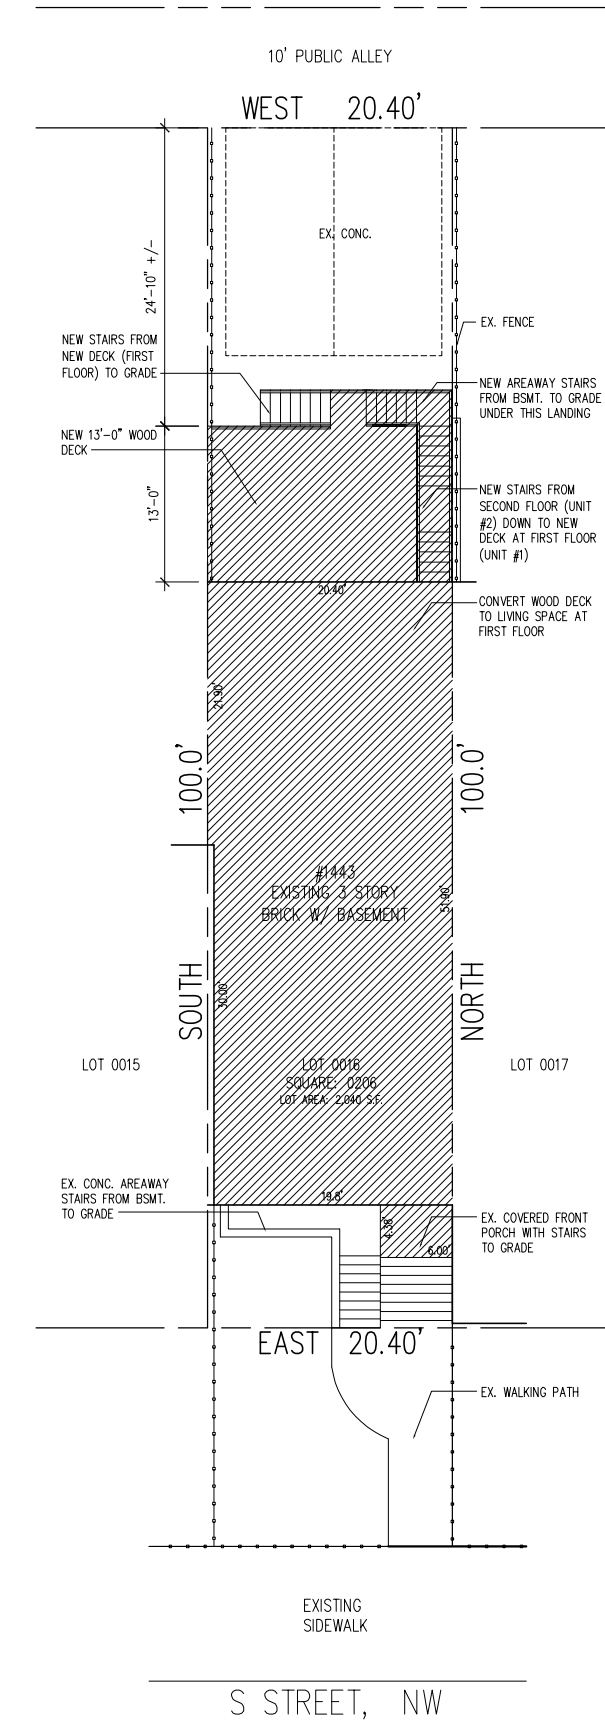 10' PUBLIC ALLEY
WEST 20.40'
EX. CONC.
24'-10" +/-
EX. FENCE
NEW STAIRS FROM
NEW DECK (FIRST
FLOOR) TO GRADE
NEW AREAWAY STAIRS
FROM BSMT. TO GRADE
UNDER THIS LANDING
NEW 13'-0" WOOD
DECK
13'-0"
NEW STAIRS FROM
SECOND FLOOR (UNIT
#2) DOWN TO NEW
DECK AT FIRST FLOOR
(UNIT #1)
20.40'
CONVERT WOOD DECK
TO LIVING SPACE AT
FIRST FLOOR
21.90'
100.0'
100.0'
#1443
EXISTING 3 STORY
BRICK W/ BASEMENT
51.90'
SOUTH
30.00'
NORTH
LOT 0015
LOT 0016
SQUARE: 0206
LOT AREA: 2,040 S.F.
LOT 0017
19.8'
EX. CONC. AREAWAY
STAIRS FROM BSMT.
TO GRADE
4.38'
6.00'
EX. COVERED FRONT
PORCH WITH STAIRS
TO GRADE
EAST 20.40'
EX. WALKING PATH
EXISTING
SIDEWALK
S STREET, NW